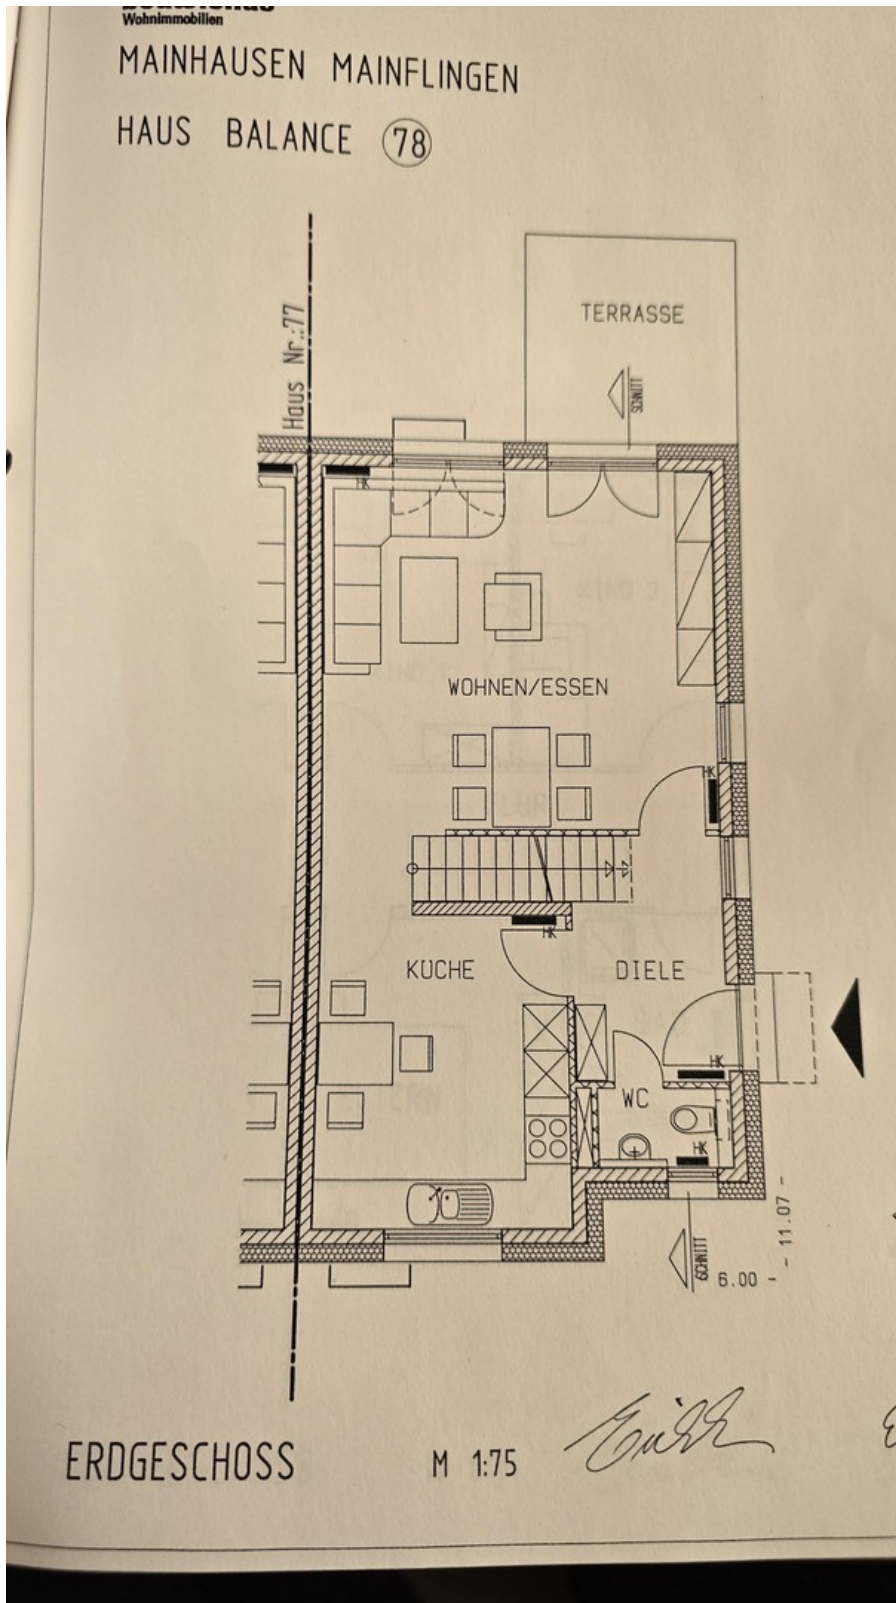 Wohnimmobilien
MAINHAUSEN MAINFLINGEN
HAUS BALANCE 78
Haus Nr.:77
TERRASSE
SCHNITT
HK
WOHNEN/ESSEN
HK
HK
KÜCHE
DIELE
HK
WC
HK
SCHNITT
6.00 -
- 11.07 -
ERDGESCHOSS
M 1:75